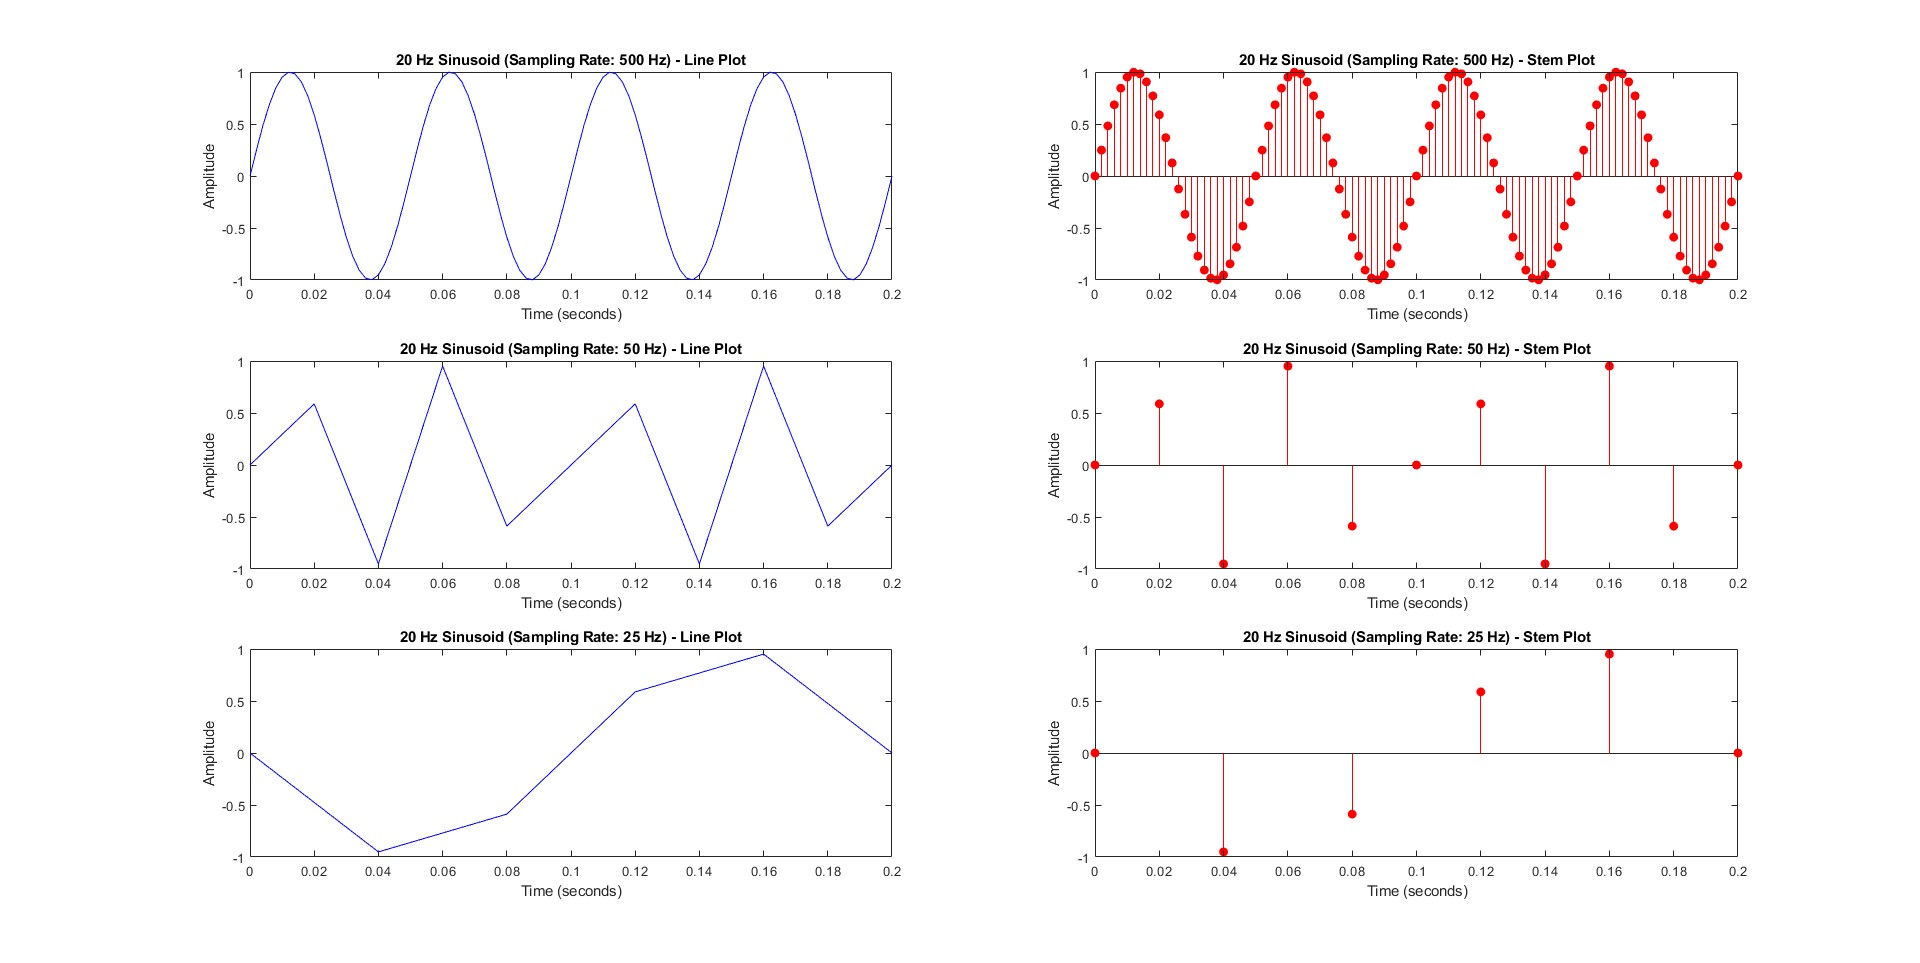 20 Hz Sinusoid (Sampling Rate: 500 Hz) - Line Plot
1
0.5
0
-0.5
-1
Amplitude
0 0.02 0.04 0.06 0.08 0.1 0.12 0.14 0.16 0.18 0.2
Time (seconds)
20 Hz Sinusoid (Sampling Rate: 500 Hz) - Stem Plot
1
0.5
0
-0.5
-1
Amplitude
0 0.02 0.04 0.06 0.08 0.1 0.12 0.14 0.16 0.18 0.2
Time (seconds)
20 Hz Sinusoid (Sampling Rate: 50 Hz) - Line Plot
1
0.5
0
-0.5
-1
Amplitude
0 0.02 0.04 0.06 0.08 0.1 0.12 0.14 0.16 0.18 0.2
Time (seconds)
20 Hz Sinusoid (Sampling Rate: 50 Hz) - Stem Plot
1
0.5
0
-0.5
-1
Amplitude
0 0.02 0.04 0.06 0.08 0.1 0.12 0.14 0.16 0.18 0.2
Time (seconds)
20 Hz Sinusoid (Sampling Rate: 25 Hz) - Line Plot
1
0.5
0
-0.5
-1
Amplitude
0 0.02 0.04 0.06 0.08 0.1 0.12 0.14 0.16 0.18 0.2
Time (seconds)
20 Hz Sinusoid (Sampling Rate: 25 Hz) - Stem Plot
1
0.5
0
-0.5
-1
Amplitude
0 0.02 0.04 0.06 0.08 0.1 0.12 0.14 0.16 0.18 0.2
Time (seconds)